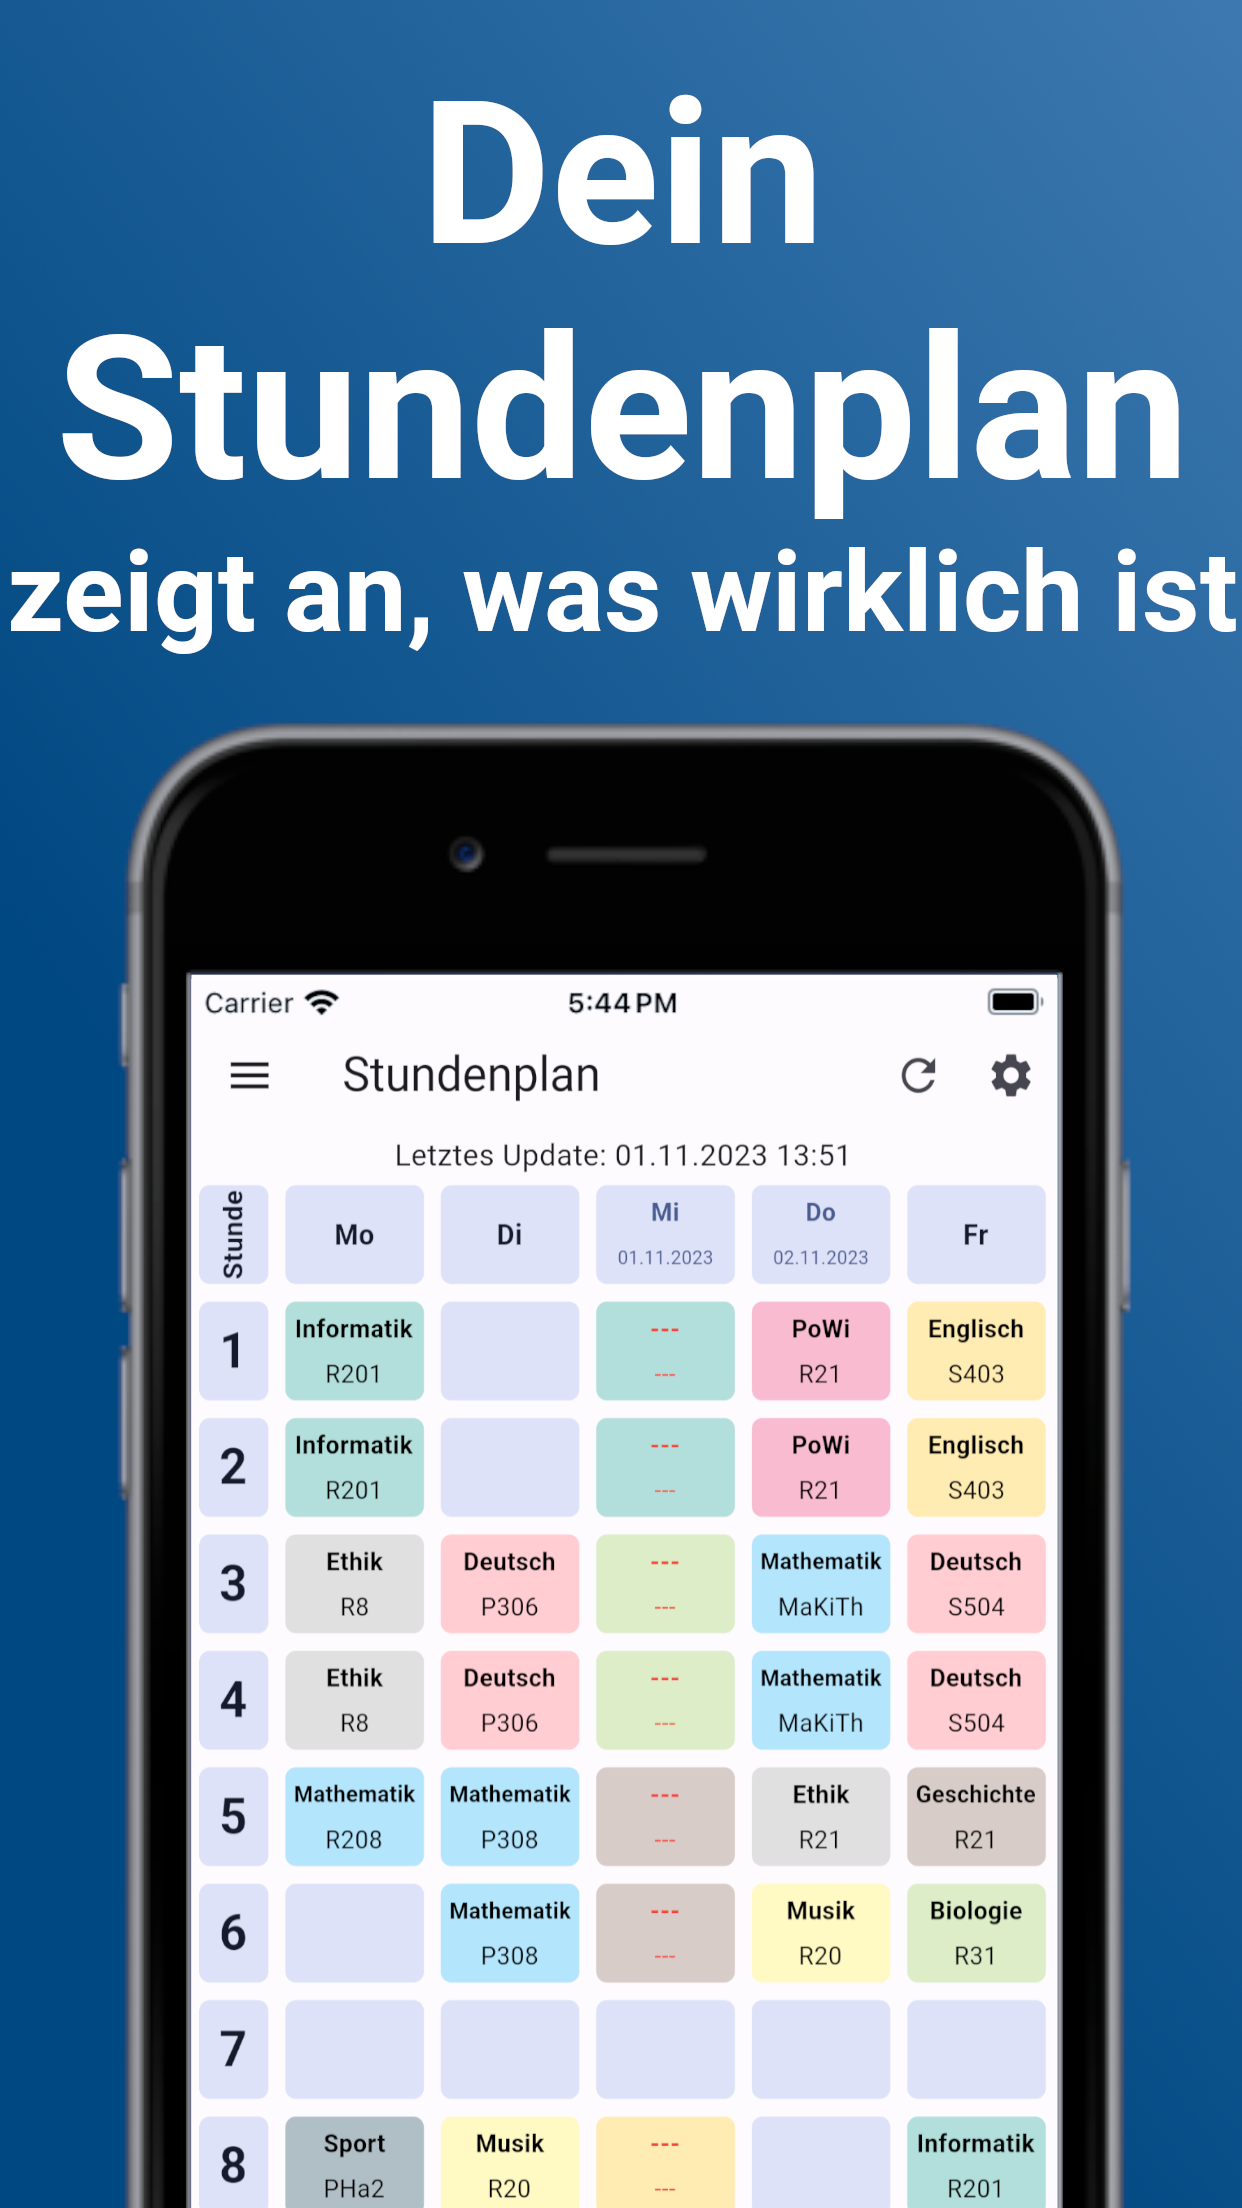 Dein
Stundenplan
zeigt an, was wirklich ist
Carrier 5:44 PM
Stundenplan
Letztes Update: 01.11.2023 13:51
Stunde Mo Di Mi Do Fr
01.11.2023 02.11.2023
1 Informatik --- PoWi Englisch
R201 --- R21 S403
2 Informatik --- PoWi Englisch
R201 --- R21 S403
3 Ethik Deutsch --- Mathematik Deutsch
R8 P306 --- MaKiTh S504
4 Ethik Deutsch --- Mathematik Deutsch
R8 P306 --- MaKiTh S504
5 Mathematik Mathematik --- Ethik Geschichte
R208 P308 --- R21 R21
6 Mathematik --- Musik Biologie
P308 --- R20 R31
7
8 Sport Musik --- Informatik
PHa2 R20 --- R201